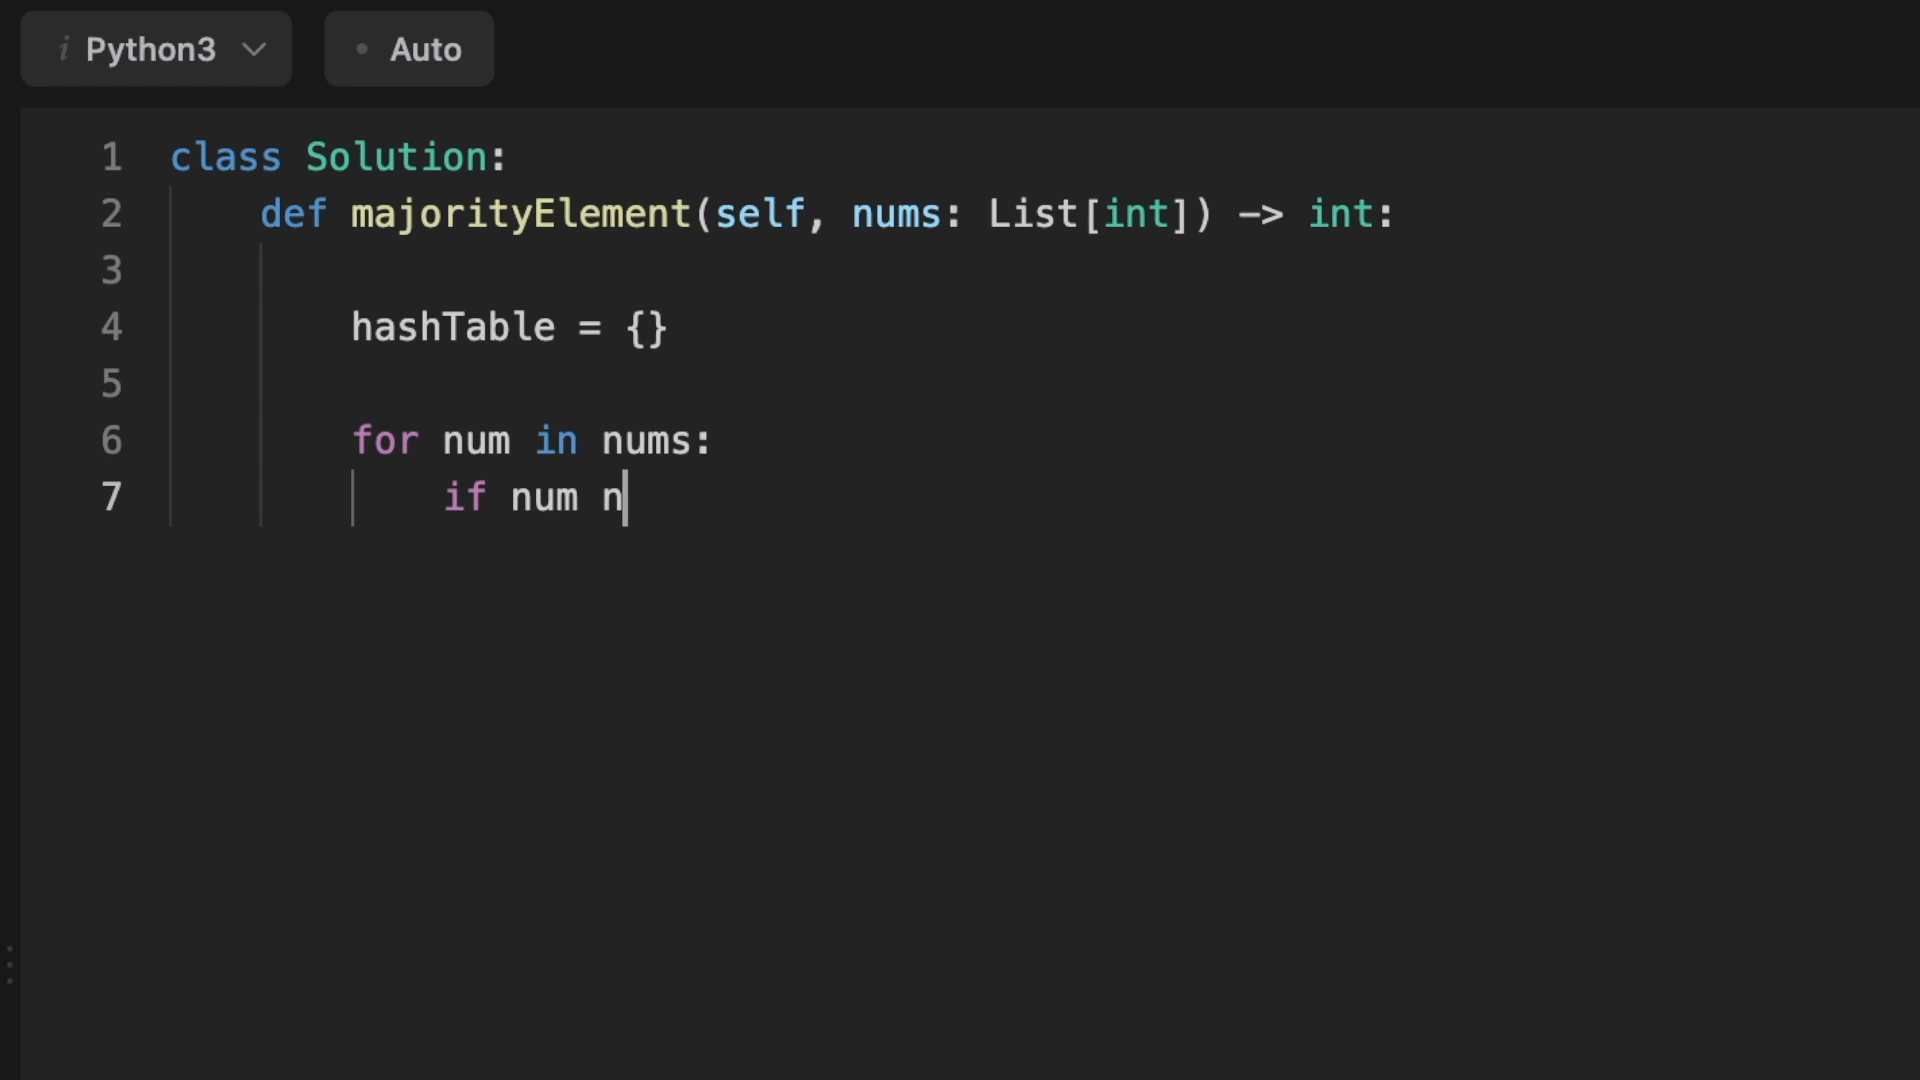 i Python3 • Auto
1 class Solution:
2 def majorityElement(self, nums: List[int]) -> int:
3
4 hashTable = {}
5
6 for num in nums:
7 if num n